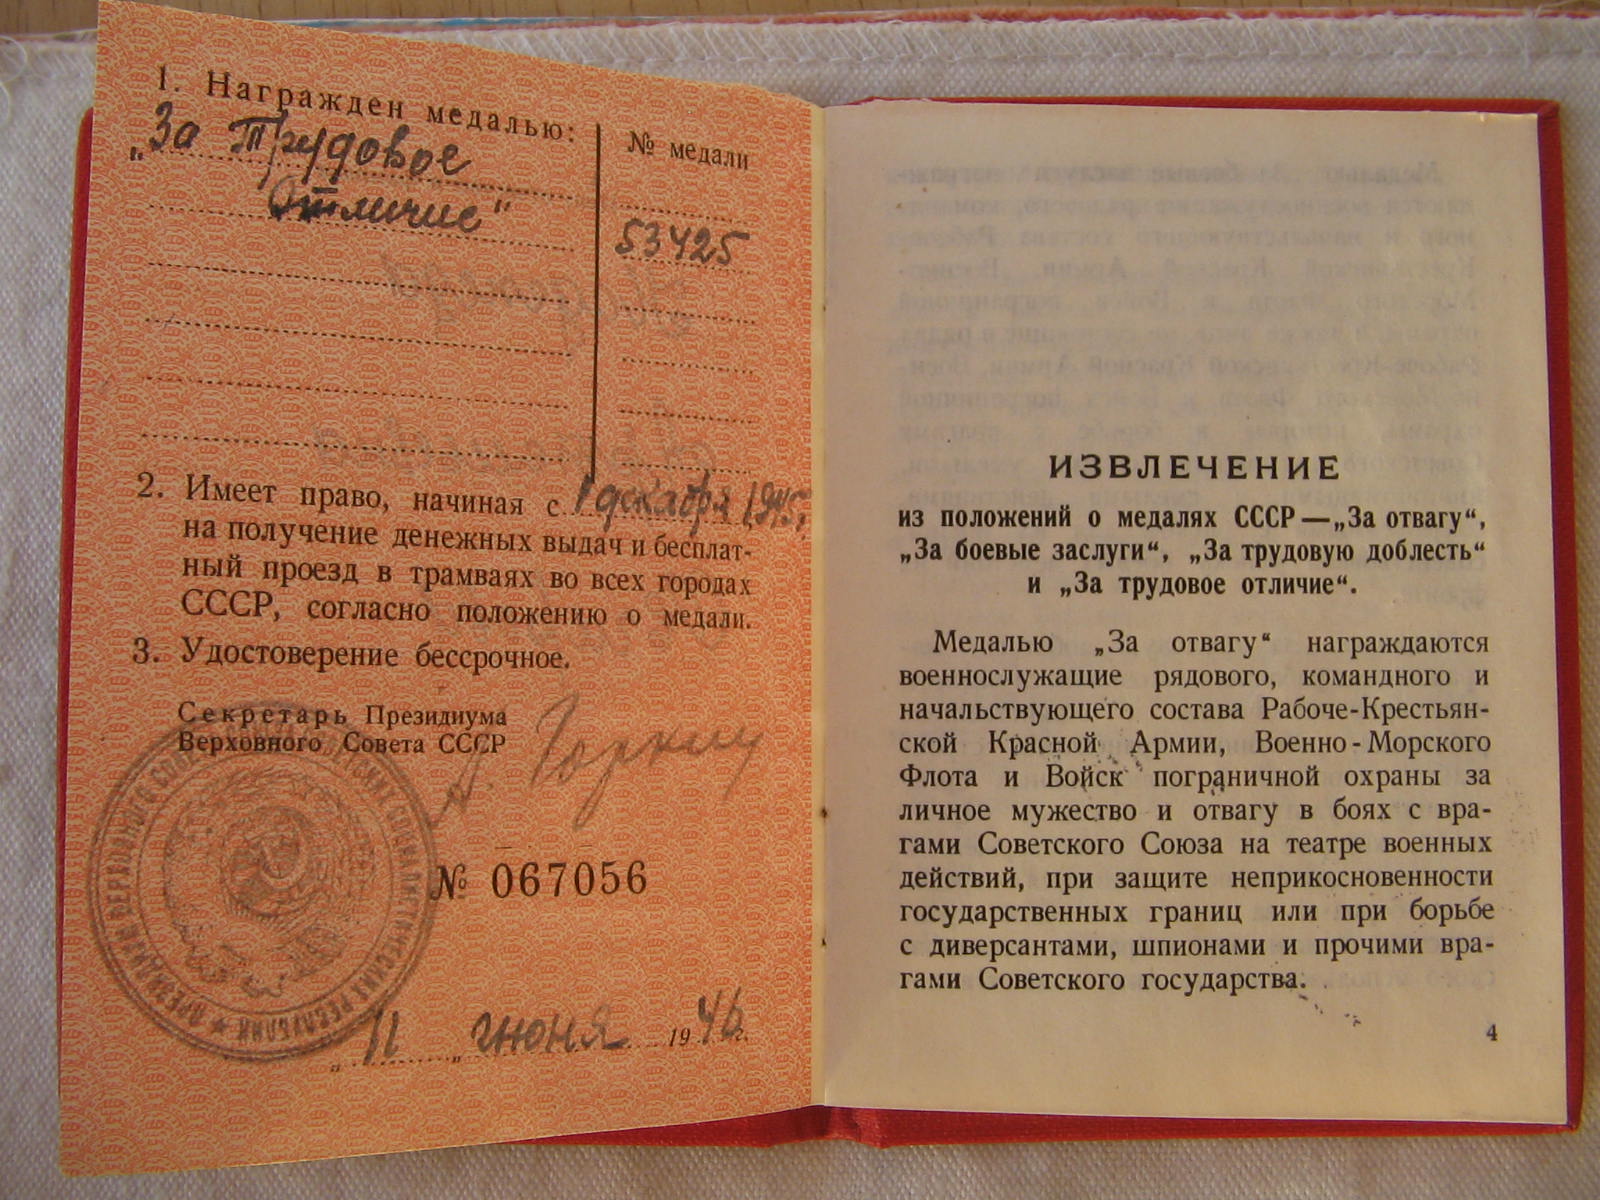 1. Награжден медалью:
№ медали
„За Трудовое
Отличие"
53425
2. Имеет право, начиная с 1 декабря 1945г.
на получение денежных выдач и бесплат-
ный проезд в трамваях во всех городах
СССР, согласно положению о медали.
3. Удостоверение бессрочное.
Секретарь Президиума
Верховного Совета СССР
А. Горкин
№ 067056
„11„ июня 1946г.
ИЗВЛЕЧЕНИЕ
из положений о медалях СССР—„За отвагу“,
„За боевые заслуги“, „За трудовую доблесть“
и „За трудовое отличие“.
Медалью „За отвагу“ награждаются
военнослужащие рядового, командного и
начальствующего состава Рабоче-Крестьян-
ской Красной Армии, Военно-Морского
Флота и Войск пограничной охраны за
личное мужество и отвагу в боях с вра-
гами Советского Союза на театре военных
действий, при защите неприкосновенности
государственных границ или при борьбе
с диверсантами, шпионами и прочими вра-
гами Советского государства.
4